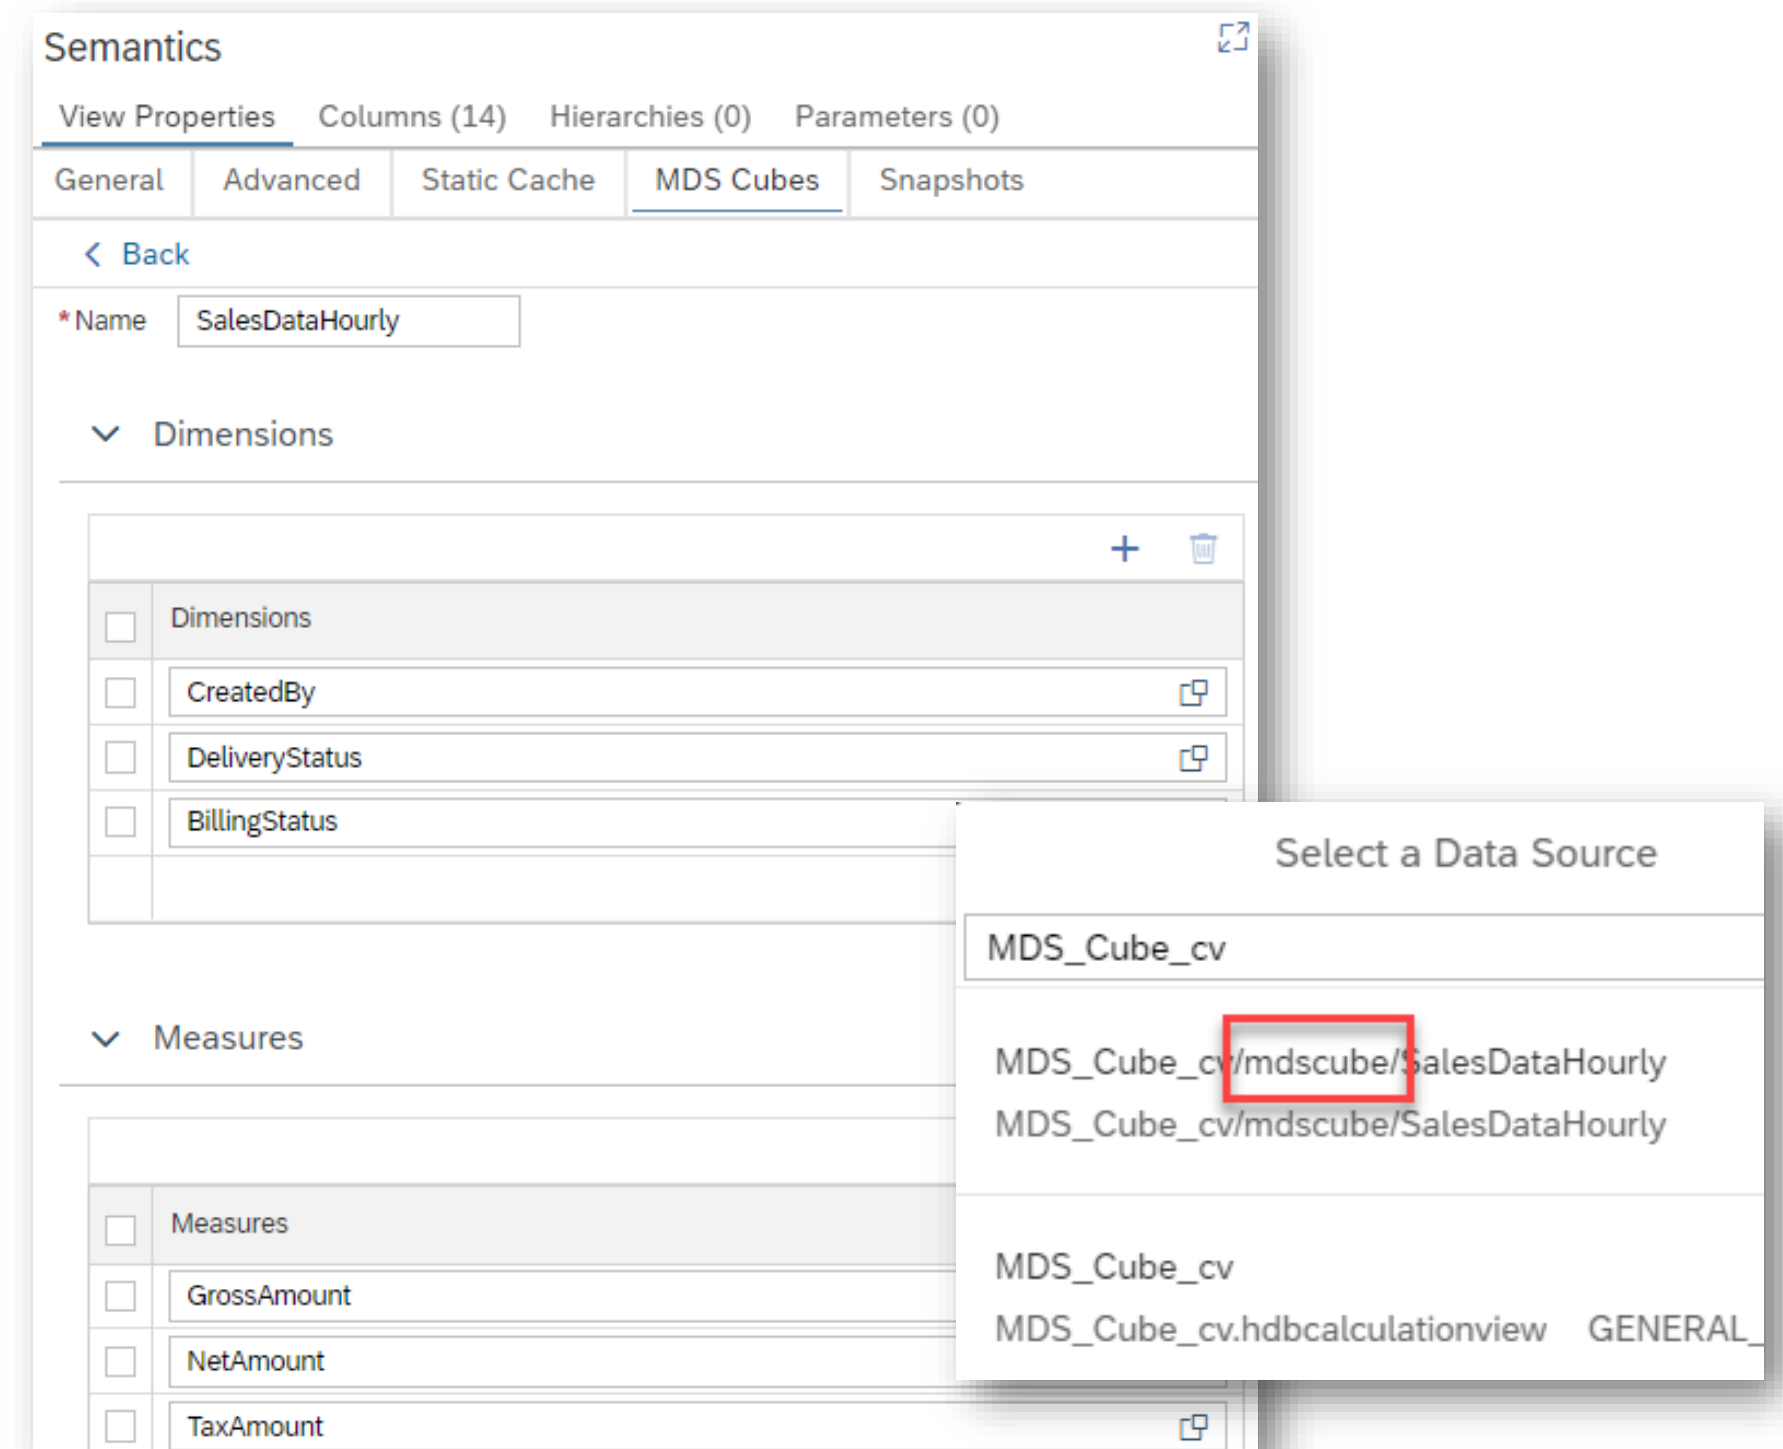 Semantics
View Properties Columns (14) Hierarchies (0) Parameters (0)
General Advanced Static Cache MDS Cubes Snapshots
Back
*Name SalesDataHourly
Dimensions
Dimensions
CreatedBy
DeliveryStatus
BillingStatus
Measures
Measures
GrossAmount
NetAmount
TaxAmount
Select a Data Source
MDS_Cube_cv
MDS_Cube_cv/mdscube/SalesDataHourly
MDS_Cube_cv/mdscube/SalesDataHourly
MDS_Cube_cv
MDS_Cube_cv.hdbcalculationview GENERAL_